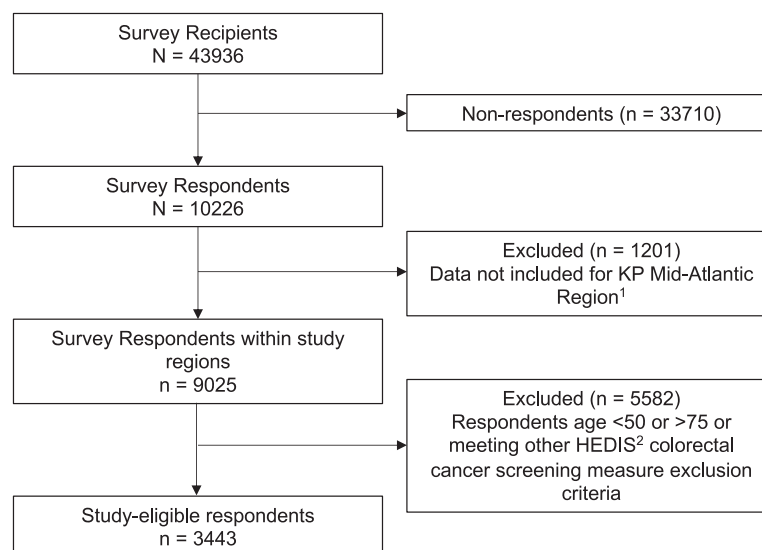 Survey Recipients
N = 43936
Non-respondents (n = 33710)
Survey Respondents
N = 10226
Excluded (n = 1201)
Data not included for KP Mid-Atlantic
Region¹
Survey Respondents within study
regions
n = 9025
Excluded (n = 5582)
Respondents age <50 or >75 or
meeting other HEDIS² colorectal
cancer screening measure exclusion
criteria
Study-eligible respondents
n = 3443